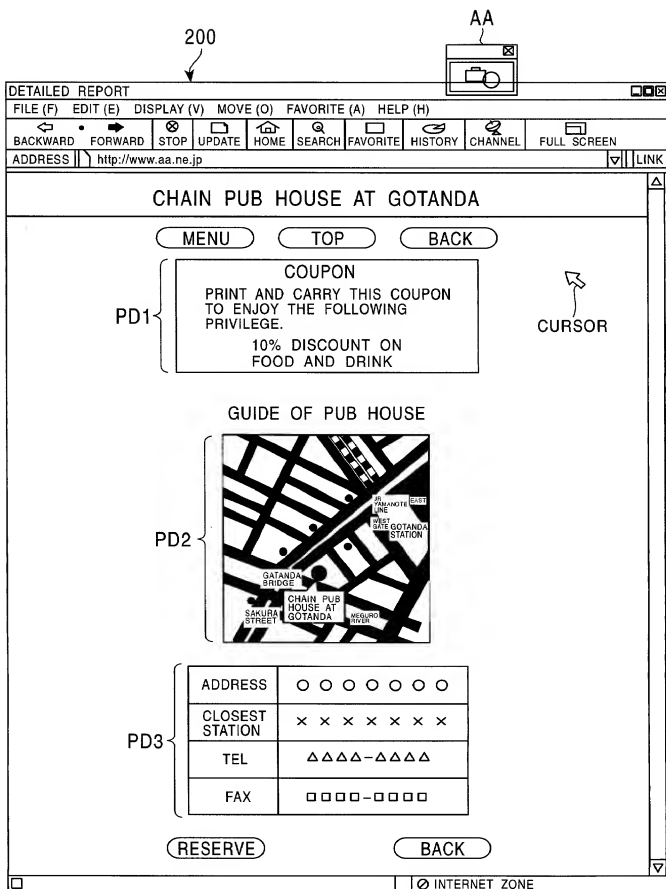 AA
200
DETAILED REPORT
FILE (F) EDIT (E) DISPLAY (V) MOVE (O) FAVORITE (A) HELP (H)
BACKWARD FORWARD STOP UPDATE HOME SEARCH FAVORITE HISTORY CHANNEL FULL SCREEN
ADDRESS http://www.aa.ne.jp LINK
CHAIN PUB HOUSE AT GOTANDA
MENU TOP BACK
PD1
COUPON
PRINT AND CARRY THIS COUPON
TO ENJOY THE FOLLOWING
PRIVILEGE.
10% DISCOUNT ON
FOOD AND DRINK
CURSOR
GUIDE OF PUB HOUSE
PD2
JR
YAMANOTE
LINE
EAST
WEST
GATE
GOTANDA
STATION
GATANDA
BRIDGE
CHAIN PUB
HOUSE AT
GOTANDA
SAKURA
STREET
MEGURO
RIVER
PD3
ADDRESS ○ ○ ○ ○ ○ ○ ○
CLOSEST
STATION
× × × × × × ×
TEL △△△△-△△△△
FAX □□□□-□□□□
RESERVE BACK
INTERNET ZONE